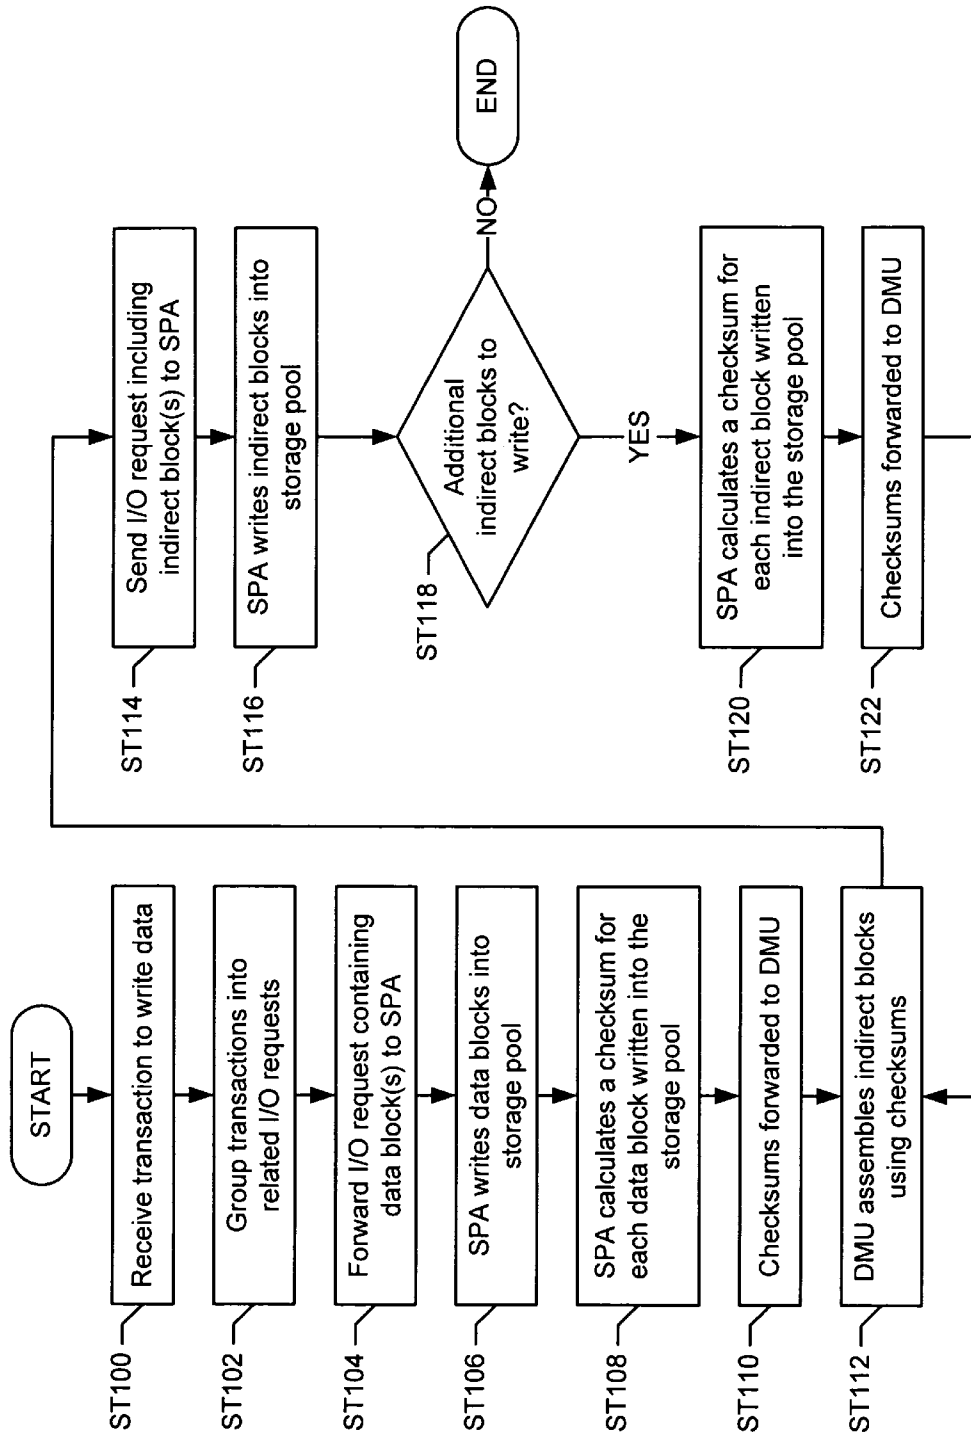 START
ST100
Receive transaction to write data
ST102
Group transactions into
related I/O requests
ST104
Forward I/O request containing
data block(s) to SPA
ST106
SPA writes data blocks into
storage pool
ST108
SPA calculates a checksum for
each data block written into the
storage pool
ST110
Checksums forwarded to DMU
ST112
DMU assembles indirect blocks
using checksums
ST114
Send I/O request including
indirect block(s) to SPA
ST116
SPA writes indirect blocks into
storage pool
ST118
Additional
indirect blocks to
write?
NO
END
YES
ST120
SPA calculates a checksum for
each indirect block written
into the storage pool
ST122
Checksums forwarded to DMU